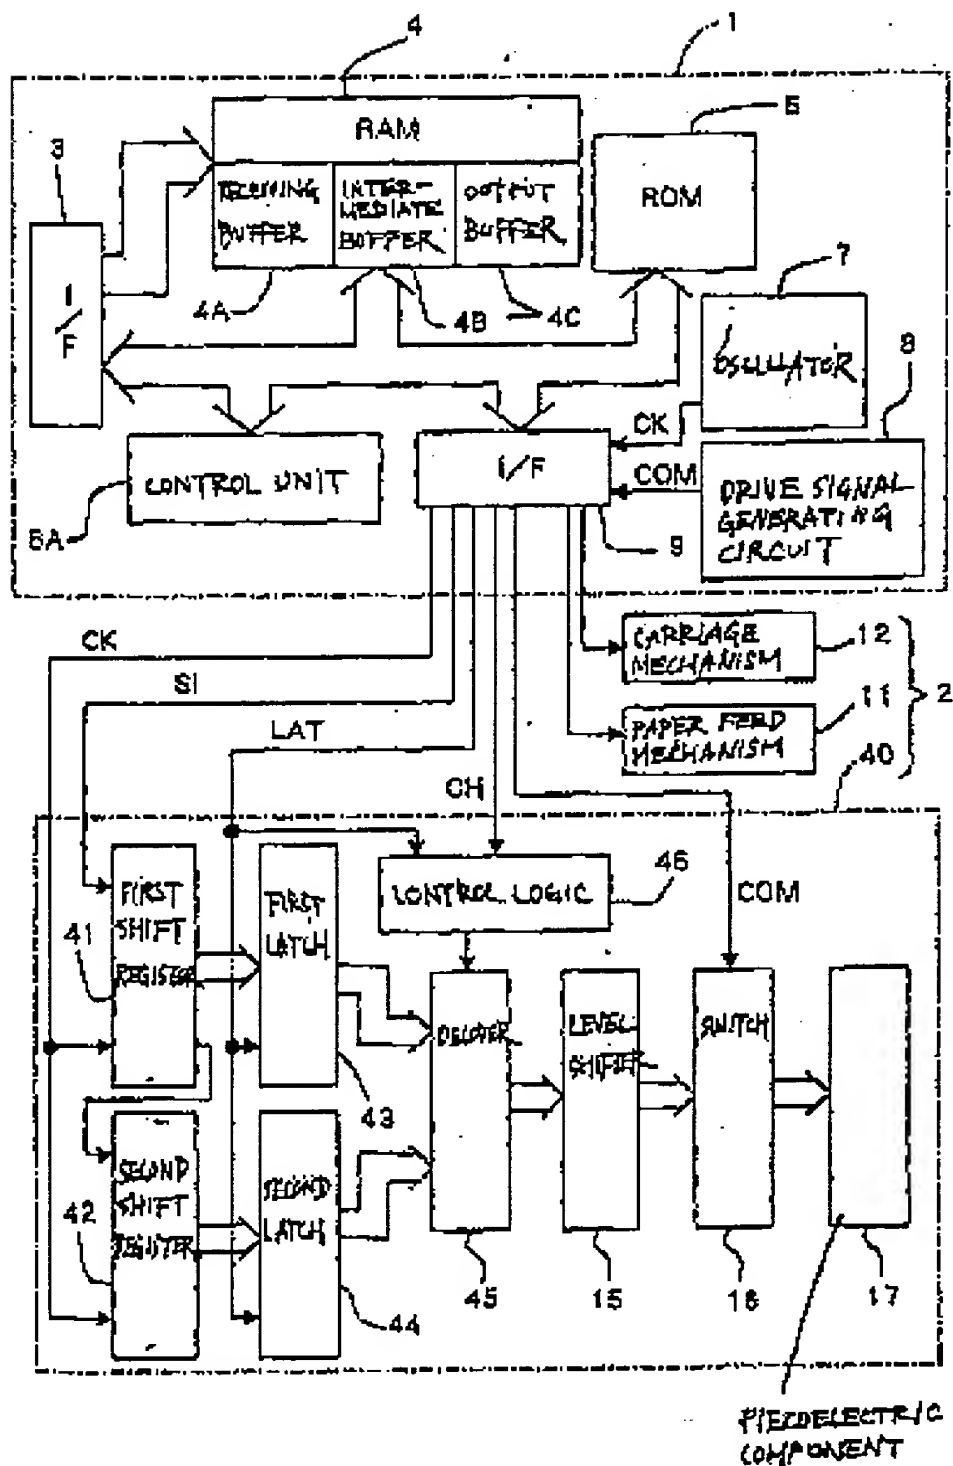 4
1
RAM
3
RECEIVING
BUFFER
INTER-
MEDIATE
BUFFER
OUTPUT
BUFFER
ROM
7
I
/F
4A
4B
4C
OSCILLATOR
8
CK
CONTROL UNIT
I/F
COM
DRIVE SIGNAL
GENERATING
CIRCUIT
6A
9
CK
CARRIAGE
MECHANISM
12
SI
2
LAT
PAPER FEED
MECHANISM
11
40
CH
46
CONTROL LOGIC
COM
FIRST
SHIFT
REGISTER
41
FIRST
LATCH
DECODER
LEVEL
SHIFTER
SWITCH
43
SECOND
SHIFT
REGISTER
42
SECOND
LATCH
44
45
15
16
17
PIEZOELECTRIC
COMPONENT